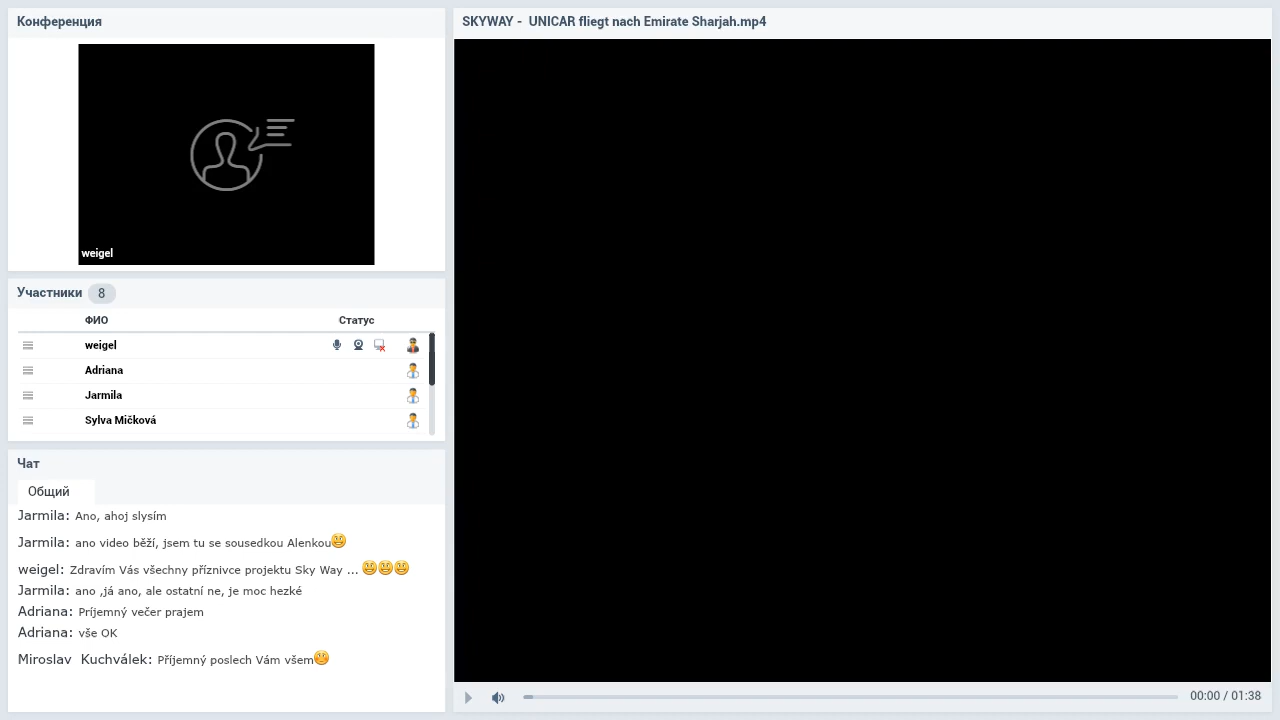 Конференция
weigel
Участники 8
ФИО Статус
weigel
Adriana
Jarmila
Sylva Mičková
Чат
Общий
Jarmila: Ano, ahoj slysím
Jarmila: ano video běží, jsem tu se sousedkou Alenkou
weigel: Zdravím Vás všechny příznivce projektu Sky Way ...
Jarmila: ano ,já ano, ale ostatní ne, je moc hezké
Adriana: Príjemný večer prajem
Adriana: vše OK
Miroslav Kuchválek: Příjemný poslech Vám všem
SKYWAY - UNICAR fliegt nach Emirate Sharjah.mp4
00:00 / 01:38